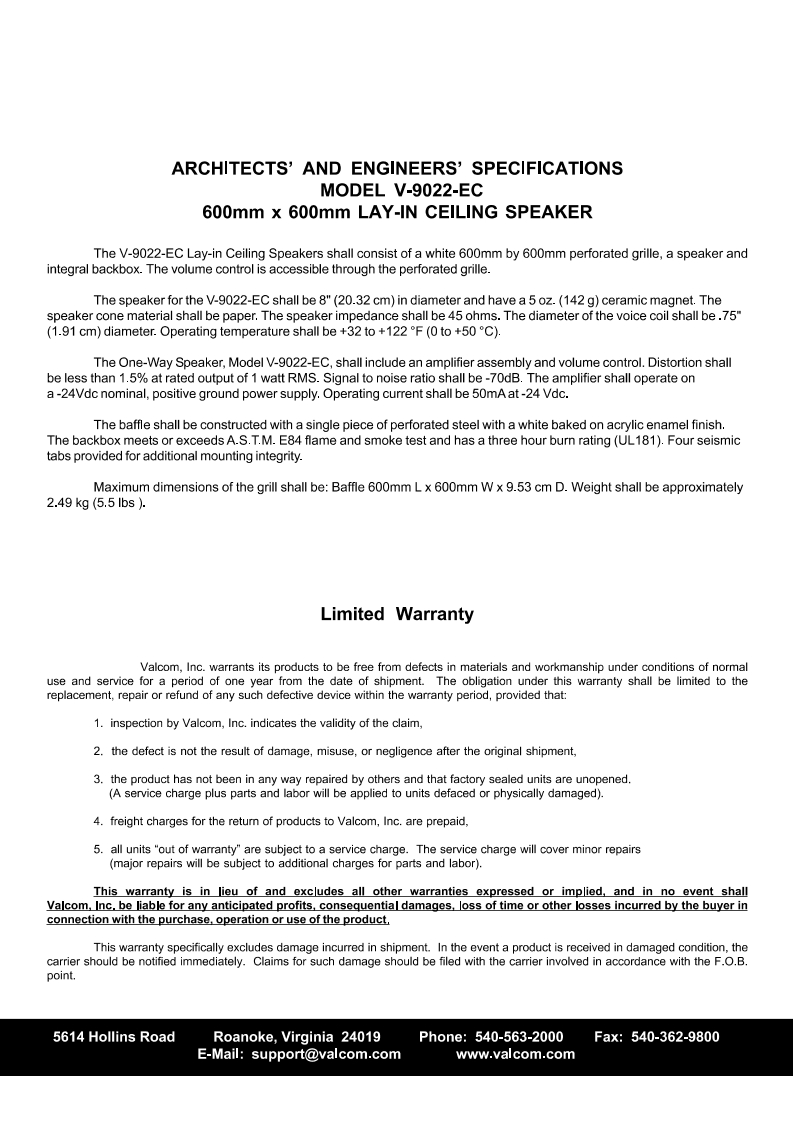 ARCHITECTS’ AND ENGINEERS’ SPECIFICATIONS
MODEL V-9022-EC
600mm x 600mm LAY-IN CEILING SPEAKER
The V-9022-EC Lay-in Ceiling Speakers shall consist of a white 600mm by 600mm perforated grille, a speaker and
integral backbox. The volume control is accessible through the perforated grille.
The speaker for the V-9022-EC shall be 8" (20.32 cm) in diameter and have a 5 oz. (142 g) ceramic magnet. The
speaker cone material shall be paper. The speaker impedance shall be 45 ohms. The diameter of the voice coil shall be .75"
(1.91 cm) diameter. Operating temperature shall be +32 to +122 °F (0 to +50 °C).
The One-Way Speaker, Model V-9022-EC, shall include an amplifier assembly and volume control. Distortion shall
be less than 1.5% at rated output of 1 watt RMS. Signal to noise ratio shall be -70dB. The amplifier shall operate on
a -24Vdc nominal, positive ground power supply. Operating current shall be 50mA at -24 Vdc.
The baffle shall be constructed with a single piece of perforated steel with a white baked on acrylic enamel finish.
The backbox meets or exceeds A.S.T.M. E84 flame and smoke test and has a three hour burn rating (UL181). Four seismic
tabs provided for additional mounting integrity.
Maximum dimensions of the grill shall be: Baffle 600mm L x 600mm W x 9.53 cm D. Weight shall be approximately
2.49 kg (5.5 lbs ).
Limited Warranty
Valcom, Inc. warrants its products to be free from defects in materials and workmanship under conditions of normal
use and service for a period of one year from the date of shipment. The obligation under this warranty shall be limited to the
replacement, repair or refund of any such defective device within the warranty period, provided that:
1. inspection by Valcom, Inc. indicates the validity of the claim,
2. the defect is not the result of damage, misuse, or negligence after the original shipment,
3. the product has not been in any way repaired by others and that factory sealed units are unopened.
(A service charge plus parts and labor will be applied to units defaced or physically damaged).
4. freight charges for the return of products to Valcom, Inc. are prepaid,
5. all units “out of warranty” are subject to a service charge. The service charge will cover minor repairs
(major repairs will be subject to additional charges for parts and labor).
This warranty is in lieu of and excludes all other warranties expressed or implied, and in no event shall
Valcom, Inc. be liable for any anticipated profits, consequential damages, loss of time or other losses incurred by the buyer in
connection with the purchase, operation or use of the product.
This warranty specifically excludes damage incurred in shipment. In the event a product is received in damaged condition, the
carrier should be notified immediately. Claims for such damage should be filed with the carrier involved in accordance with the F.O.B.
point.
5614 Hollins Road Roanoke, Virginia 24019 Phone: 540-563-2000 Fax: 540-362-9800
E-Mail: support@valcom.com www.valcom.com